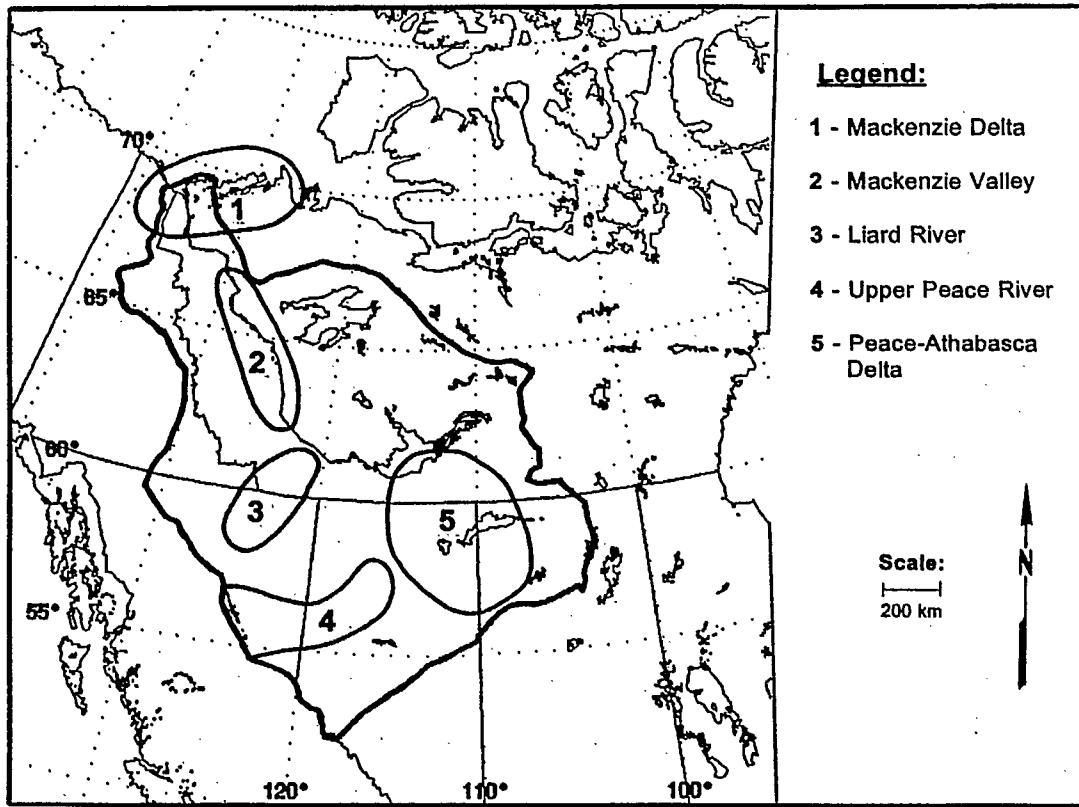 70°
65°
60°
55°
120°
110°
100°
1
2
3
4
5
Legend:
1 - Mackenzie Delta
2 - Mackenzie Valley
3 - Liard River
4 - Upper Peace River
5 - Peace-Athabasca
Delta
N
Scale:
200 km